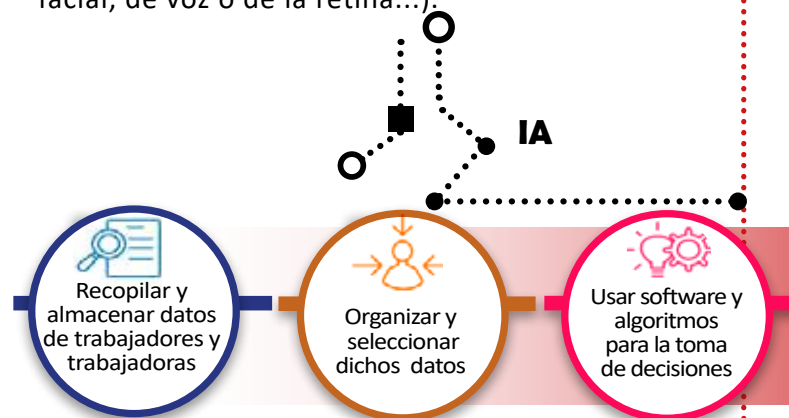 facial, de voz o de la retina...).
IA
Recopilar y
almacenar datos
de trabajadores y
trabajadoras
Organizar y
seleccionar
dichos datos
Usar software y
algoritmos
para la toma
de decisiones